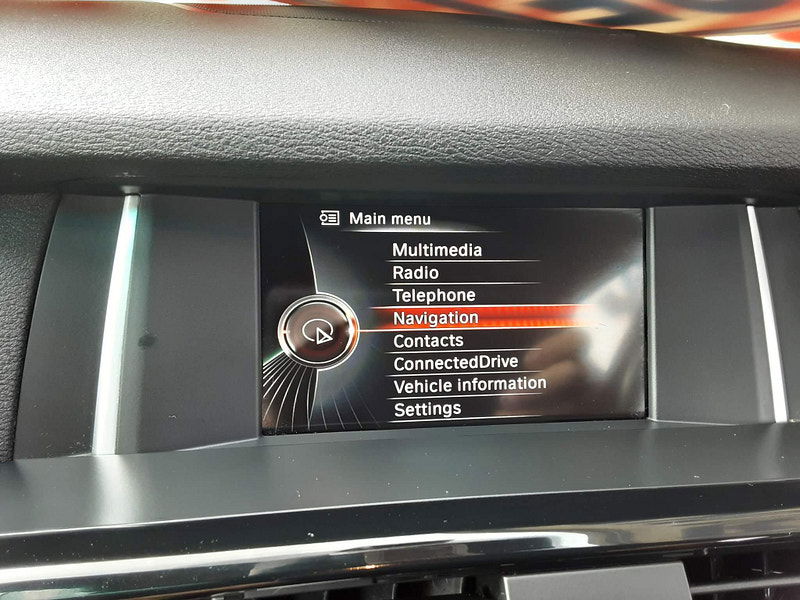 Main menu
Multimedia
Radio
Telephone
Navigation
Contacts
ConnectedDrive
Vehicle information
Settings